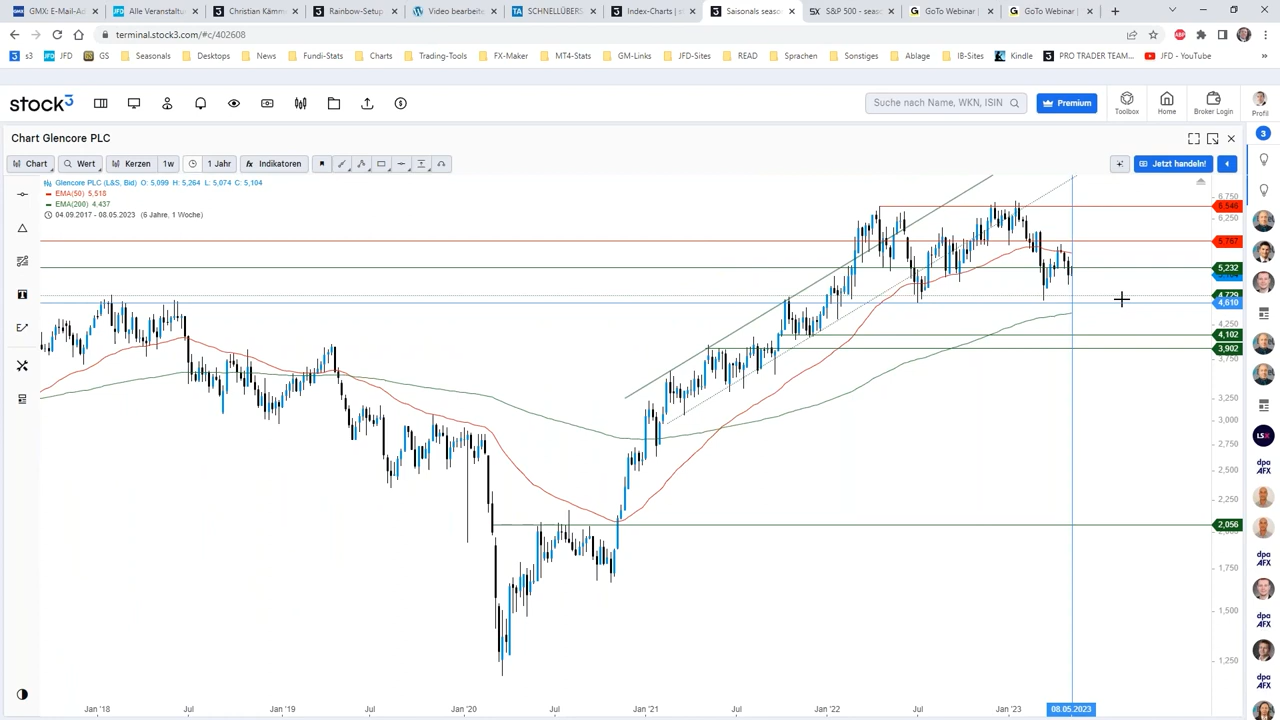 GMX: E-Mail-Ad
Alle Veranstaltu
Christian Kämm
Rainbow-Setup
Video bearbeite
SCHNELLÜBERS
Index-Charts | st
Saisonals seaso
S&P 500 - seaso
GoTo Webinar |
GoTo Webinar |
terminal.stock3.com/#c/402608
s3
JFD
GS
Seasonals
Desktops
News
Fundi-Stats
Charts
Trading-Tools
FX-Maker
MT4-Stats
GM-Links
JFD-Sites
READ
Sprachen
Sonstiges
Ablage
IB-Sites
Kindle
PRO TRADER TEAM...
JFD - YouTube
stock3
Suche nach Name, WKN, ISIN
Premium
Toolbox
Home
Broker Login
Profil
Chart Glencore PLC
3
Chart
Wert
Kerzen
1w
1 Jahr
fx Indikatoren
Jetzt handeln!
Glencore PLC (L&S, Bid) O: 5,099 H: 5,264 L: 5,074 C: 5,104
EMA(50) 5,518
EMA(200) 4.437
04.09.2017 - 08.05.2023 (6 Jahre, 1 Woche)
6,750
6,546
6,250
5,767
5,232
4,729
4,610
4,250
4,102
3,902
3,750
3,250
3,000
2,750
2,500
2,250
2,056
1,750
1,500
1,250
LSX
dpa
AFX
dpa
AFX
dpa
AFX
dpa
AFX
Jan '18
Jul
Jan '19
Jul
Jan '20
Jul
Jan '21
Jul
Jan '22
Jul
Jan '23
08.05.2023